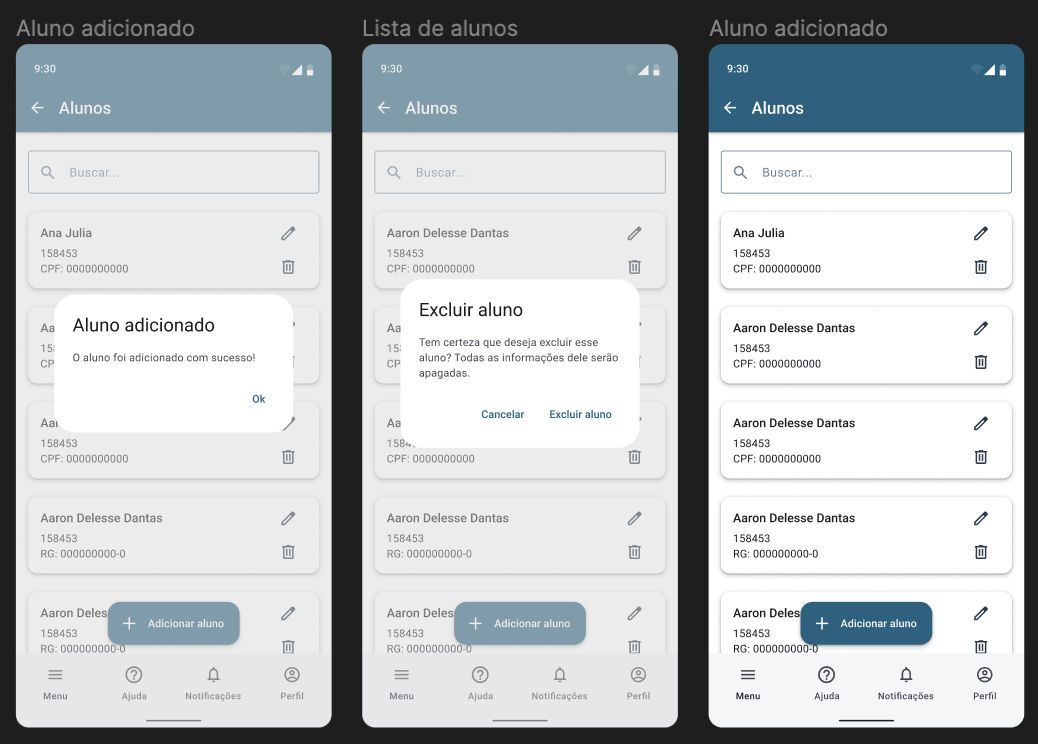 Aluno adicionado
9:30
Alunos
Buscar...
Ana Julia
158453
CPF: 0000000000
Aa
15
CP
Aluno adicionado
O aluno foi adicionado com sucesso!
Ok
Aa
158453
CPF: 0000000000
Aaron Delesse Dantas
158453
RG: 000000000-0
Aaron Deles
158453
RG: 000000000-0
Adicionar aluno
Menu
Ajuda
Notificações
Perfil
Lista de alunos
9:30
Alunos
Buscar...
Aaron Delesse Dantas
158453
CPF: 0000000000
Aa
158
CPF
Excluir aluno
Tem certeza que deseja excluir esse
aluno? Todas as informações dele serão
apagadas.
Cancelar
Excluir aluno
Aa
1584
CPF: 0000000000
Aaron Delesse Dantas
158453
RG: 000000000-0
Aaron Deles
158453
RG: 000000000-0
Adicionar aluno
Menu
Ajuda
Notificações
Perfil
Aluno adicionado
9:30
Alunos
Buscar...
Ana Julia
158453
CPF: 0000000000
Aaron Delesse Dantas
158453
CPF: 0000000000
Aaron Delesse Dantas
158453
CPF: 0000000000
Aaron Delesse Dantas
158453
RG: 000000000-0
Aaron Deles
158453
RG: 000000000-0
Adicionar aluno
Menu
Ajuda
Notificações
Perfil